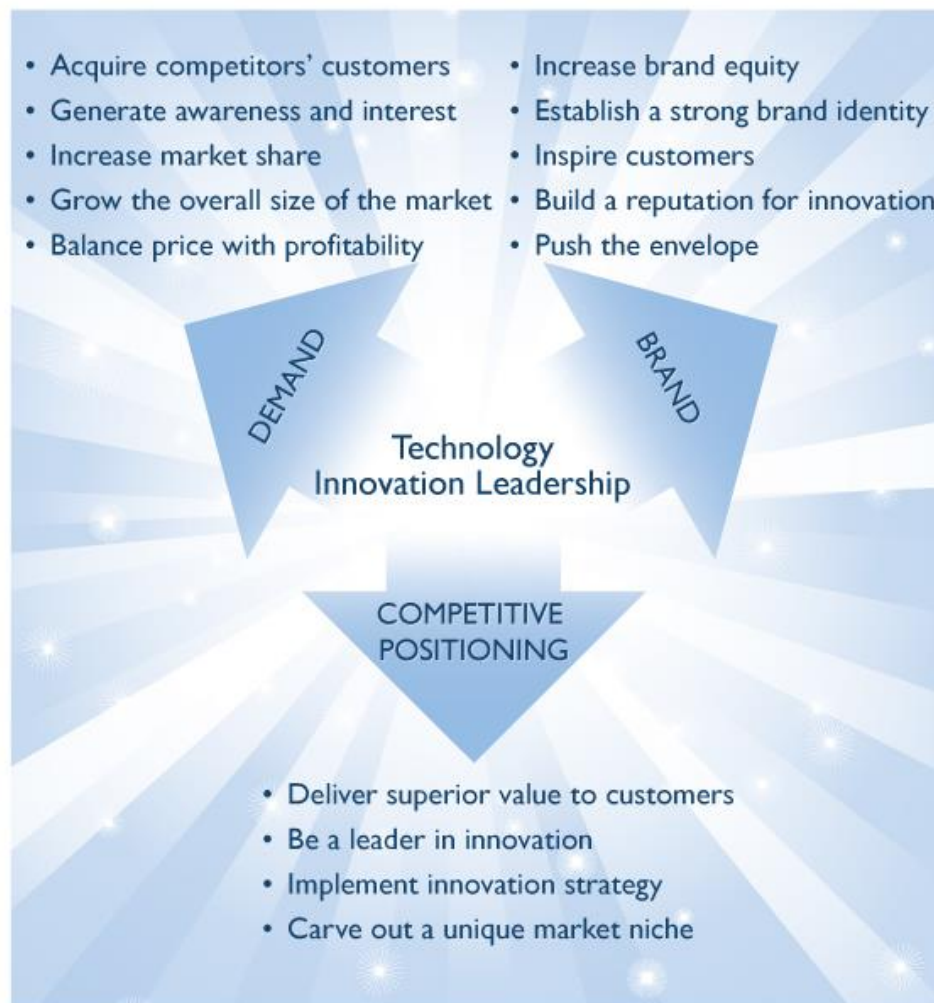 • Acquire competitors’ customers
• Generate awareness and interest
• Increase market share
• Grow the overall size of the market
• Balance price with profitability
• Increase brand equity
• Establish a strong brand identity
• Inspire customers
• Build a reputation for innovation
• Push the envelope
DEMAND
BRAND
Technology
Innovation Leadership
COMPETITIVE
POSITIONING
• Deliver superior value to customers
• Be a leader in innovation
• Implement innovation strategy
• Carve out a unique market niche